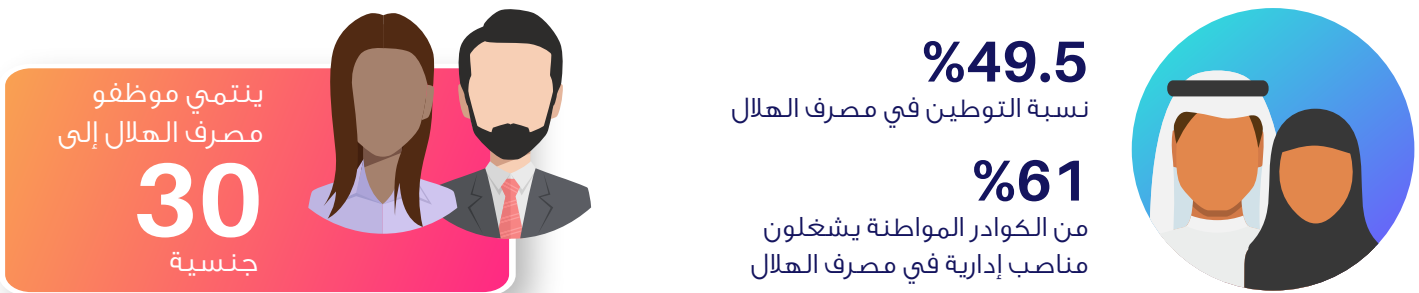 %49.5
نسبة التوطين في مصرف الهلال
%61
من الكوادر المواطنة يشغلون
مناصب إدارية في مصرف الهلال
ينتمي موظفو
مصرف الهلال إلى
30
جنسية